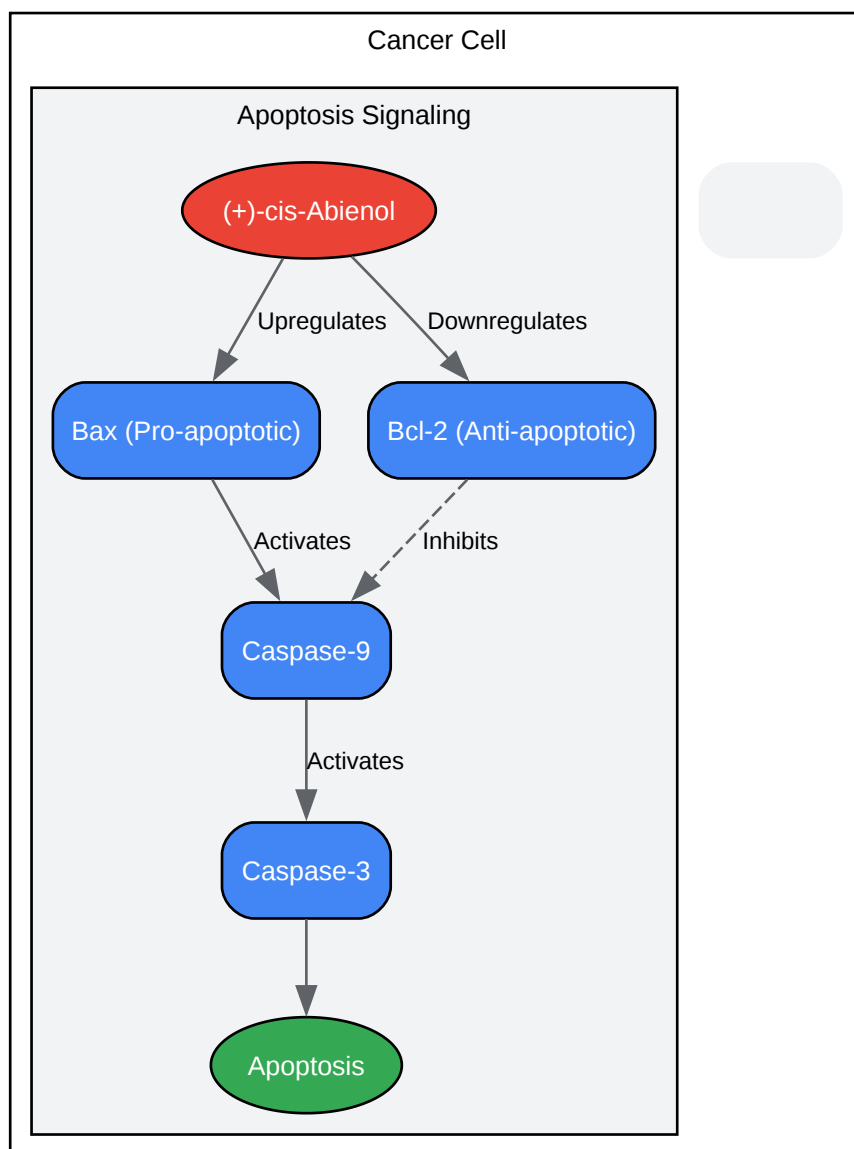 Cancer Cell
Apoptosis Signaling
(+)-cis-Abienol
Upregulates
Downregulates
Bax (Pro-apoptotic)
Bcl-2 (Anti-apoptotic)
Activates
Inhibits
Caspase-9
Activates
Caspase-3
Apoptosis